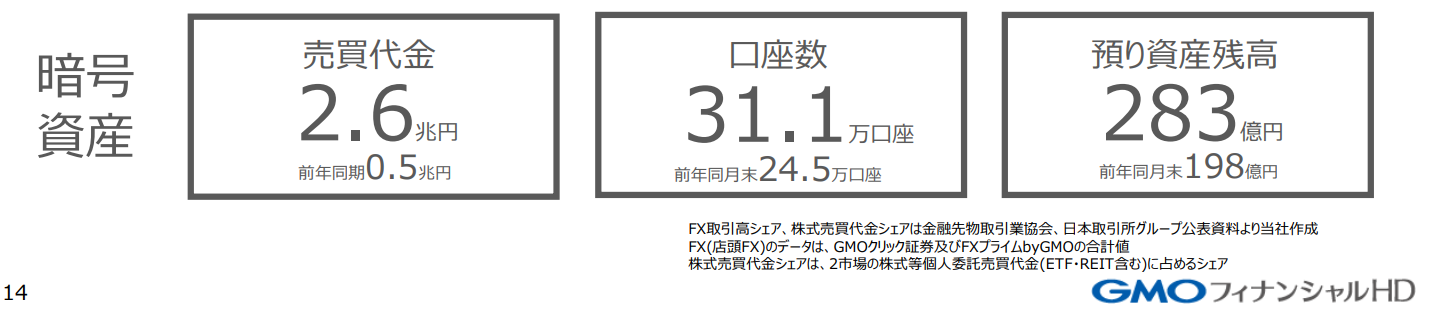 暗号
資産
売買代金
2.6兆円
前年同期0.5兆円
口座数
31.1万口座
前年同月末24.5万口座
預り資産残高
283億円
前年同月末198億円
FX取引高シェア、株式売買代金シェアは金融先物取引業協会、日本取引所グループ公表資料より当社作成
FX(店頭FX)のデータは、GMOクリック証券及びFXプライムbyGMOの合計値
株式売買代金シェアは、2市場の株式等個人委託売買代金(ETF・REIT含む)に占めるシェア
14
GMOフィナンシャルHD